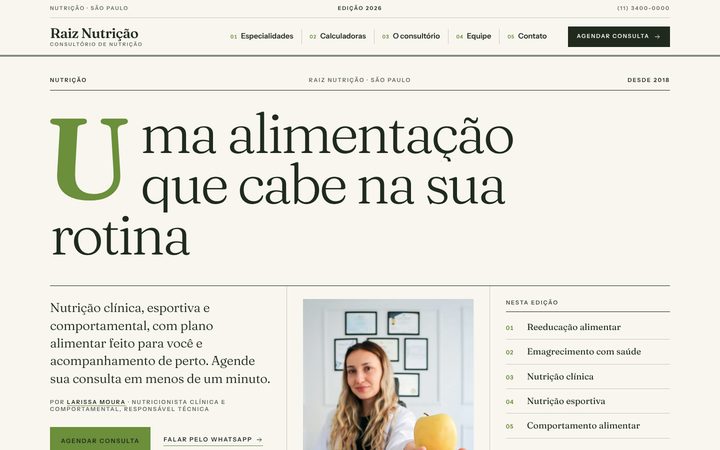 NUTRIÇÃO · SÃO PAULO
EDIÇÃO 2026
(11) 3400-0000
Raiz Nutrição
CONSULTÓRIO DE NUTRIÇÃO
01 Especialidades
02 Calculadoras
03 O consultório
04 Equipe
05 Contato
AGENDAR CONSULTA →
NUTRIÇÃO
RAIZ NUTRIÇÃO · SÃO PAULO
DESDE 2018
Uma alimentação
que cabe na sua
rotina
Nutrição clínica, esportiva e
comportamental, com plano
alimentar feito para você e
acompanhamento de perto. Agende
sua consulta em menos de um minuto.
POR LARISSA MOURA · NUTRICIONISTA CLÍNICA E
COMPORTAMENTAL, RESPONSÁVEL TÉCNICA
AGENDAR CONSULTA
FALAR PELO WHATSAPP →
NESTA EDIÇÃO
01 Reeducação alimentar
02 Emagrecimento com saúde
03 Nutrição clínica
04 Nutrição esportiva
05 Comportamento alimentar